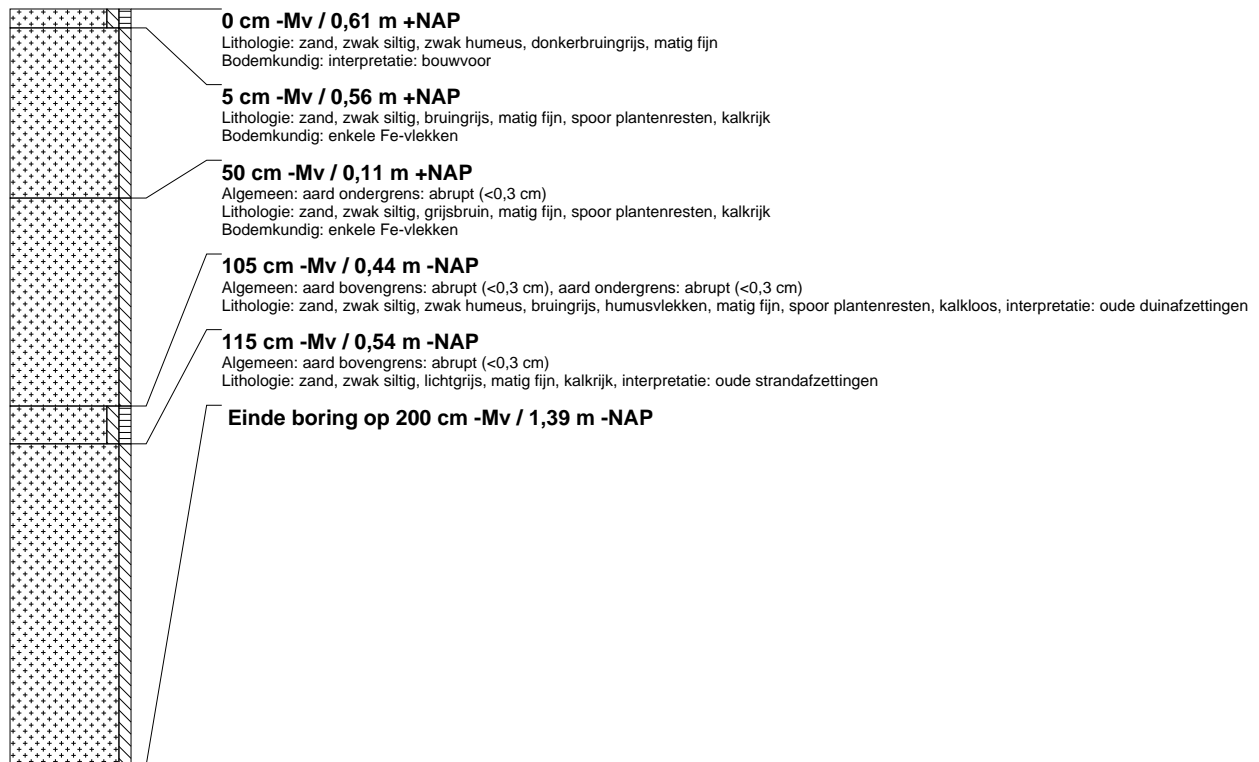 0 cm -Mv / 0,61 m +NAP
Lithologie: zand, zwak siltig, zwak humeus, donkerbruingrijs, matig fijn
Bodemkundig: interpretatie: bouwvoor
5 cm -Mv / 0,56 m +NAP
Lithologie: zand, zwak siltig, bruingrijs, matig fijn, spoor plantenresten, kalkrijk
Bodemkundig: enkele Fe-vlekken
50 cm -Mv / 0,11 m +NAP
Algemeen: aard ondergrens: abrupt (<0,3 cm)
Lithologie: zand, zwak siltig, grijsbruin, matig fijn, spoor plantenresten, kalkrijk
Bodemkundig: enkele Fe-vlekken
105 cm -Mv / 0,44 m -NAP
Algemeen: aard bovengrens: abrupt (<0,3 cm), aard ondergrens: abrupt (<0,3 cm)
Lithologie: zand, zwak siltig, zwak humeus, bruingrijs, humusvlekken, matig fijn, spoor plantenresten, kalkloos, interpretatie: oude duinafzettingen
115 cm -Mv / 0,54 m -NAP
Algemeen: aard bovengrens: abrupt (<0,3 cm)
Lithologie: zand, zwak siltig, lichtgrijs, matig fijn, kalkrijk, interpretatie: oude strandafzettingen
Einde boring op 200 cm -Mv / 1,39 m -NAP